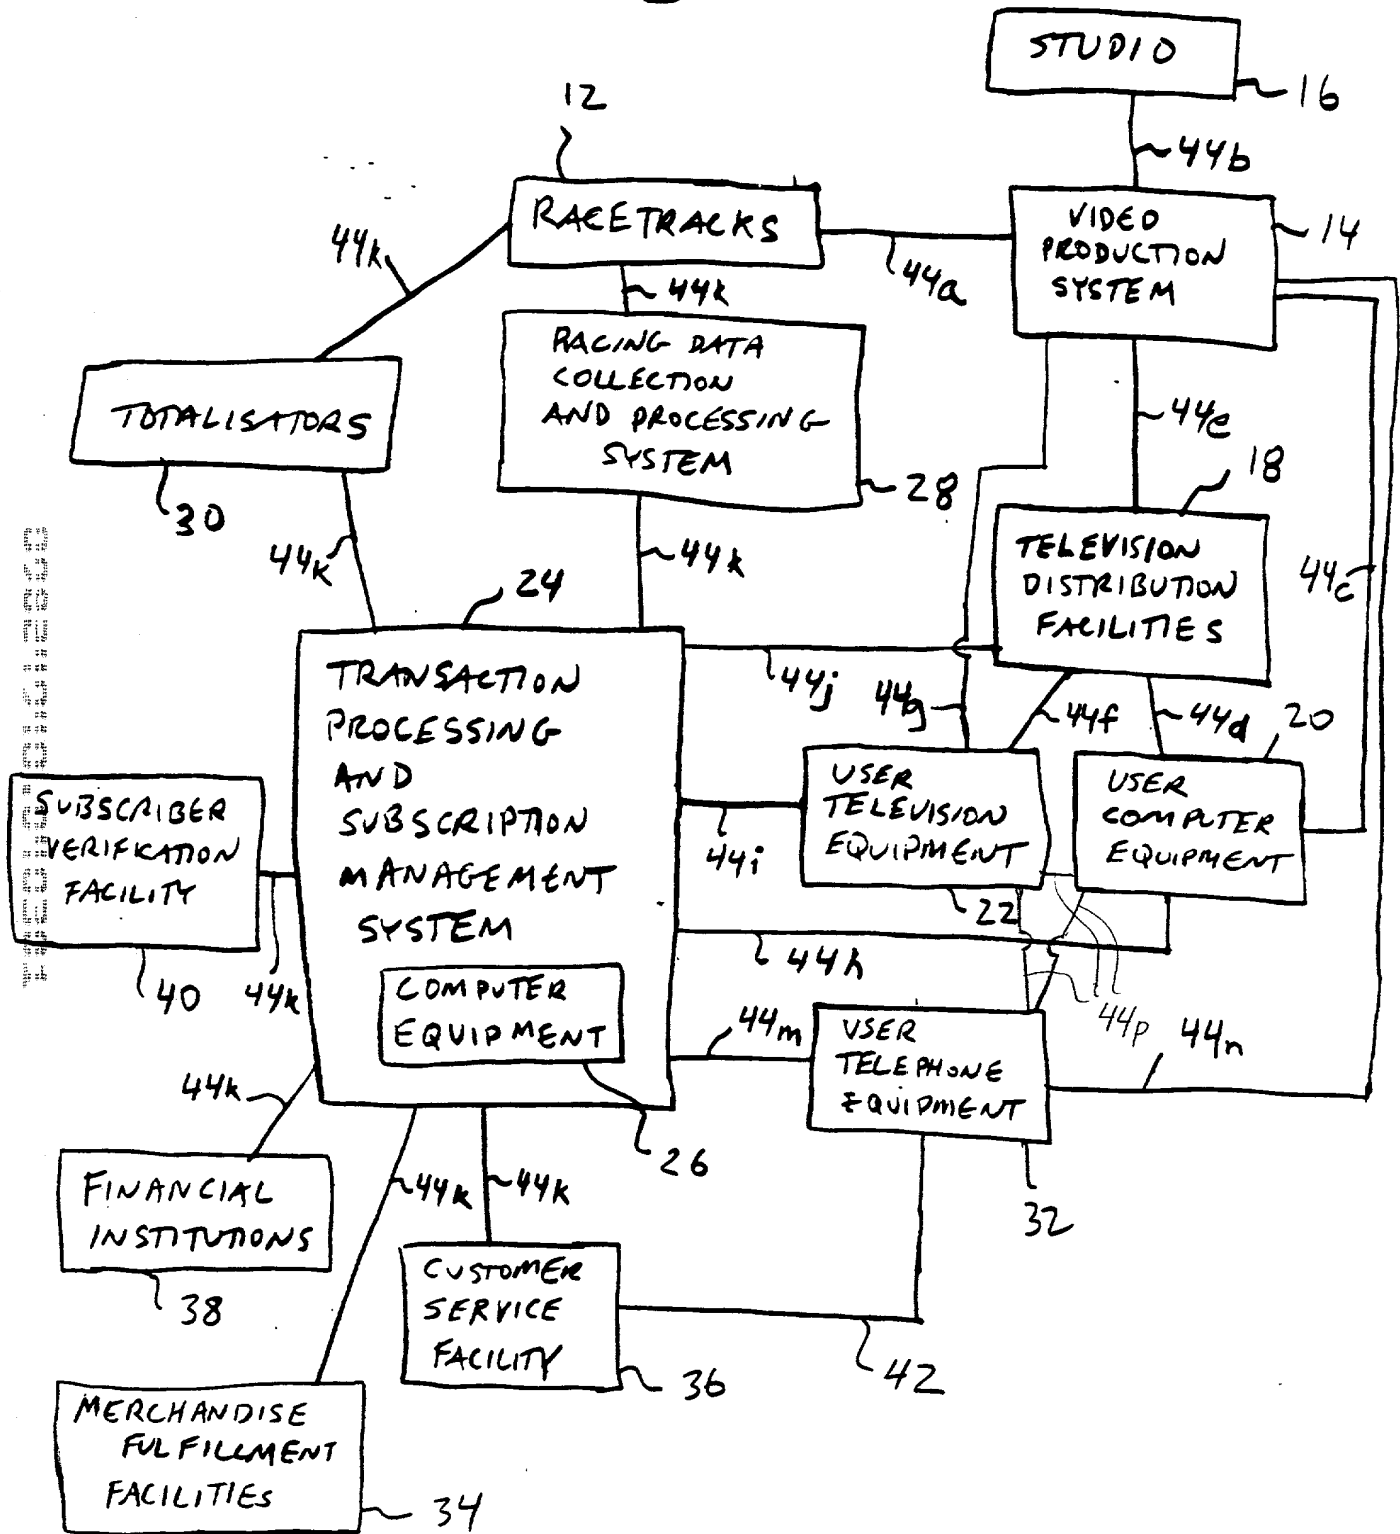 STUDIO
16
12
44b
RACETRACKS
VIDEO
PRODUCTION
SYSTEM
14
44k
44a
44k
RACING DATA
COLLECTION
AND PROCESSING
SYSTEM
28
TOTALISATORS
30
44e
18
44k
44k
TELEVISION
DISTRIBUTION
FACILITIES
44c
24
TRANSACTION
PROCESSING
AND
SUBSCRIPTION
MANAGEMENT
SYSTEM
44j
44g
44f
44d
20
USER
TELEVISION
EQUIPMENT
22
USER
COMPUTER
EQUIPMENT
44i
SUBSCRIBER
VERIFICATION
FACILITY
40
44k
44h
COMPUTER
EQUIPMENT
26
44m
USER
TELEPHONE
EQUIPMENT
32
44p
44n
44k
FINANCIAL
INSTITUTIONS
38
44k
44k
CUSTOMER
SERVICE
FACILITY
36
42
MERCHANDISE
FULFILLMENT
FACILITIES
34